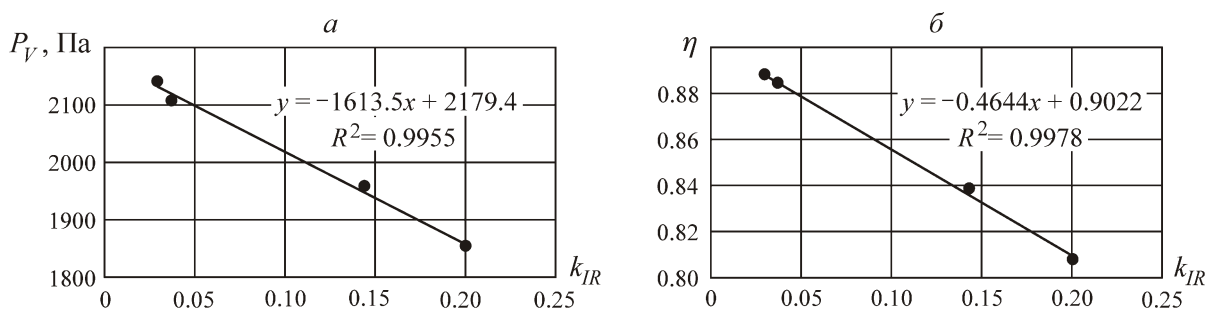 а
P_V, Па
2100
2000
1900
1800
0 0.05 0.10 0.15 0.20 0.25
k_IR
y = −1613.5x + 2179.4
R² = 0.9955
б
η
0.88
0.86
0.84
0.82
0.80
0 0.05 0.10 0.15 0.20 0.25
k_IR
y = −0.4644x + 0.9022
R² = 0.9978